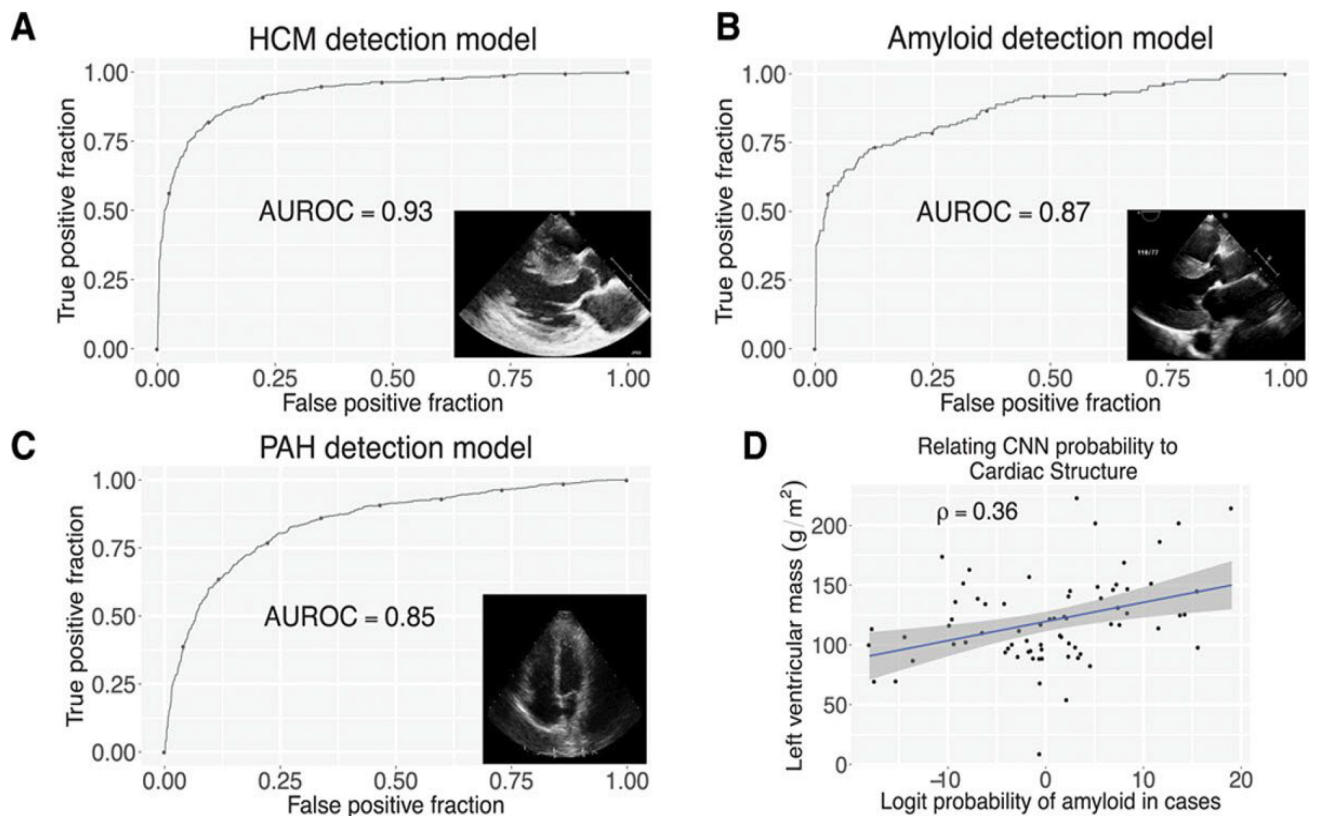 A
HCM detection model
True positive fraction
1.00
0.75
0.50
0.25
0.00
AUROC = 0.93
0.00 0.25 0.50 0.75 1.00
False positive fraction
B
Amyloid detection model
True positive fraction
1.00
0.75
0.50
0.25
0.00
AUROC = 0.87
118/77
0.00 0.25 0.50 0.75 1.00
False positive fraction
C
PAH detection model
True positive fraction
1.00
0.75
0.50
0.25
0.00
AUROC = 0.85
0.00 0.25 0.50 0.75 1.00
False positive fraction
D
Relating CNN probability to
Cardiac Structure
Left ventricular mass (g/m²)
200
150
100
50
0
ρ = 0.36
−10 0 10 20
Logit probability of amyloid in cases